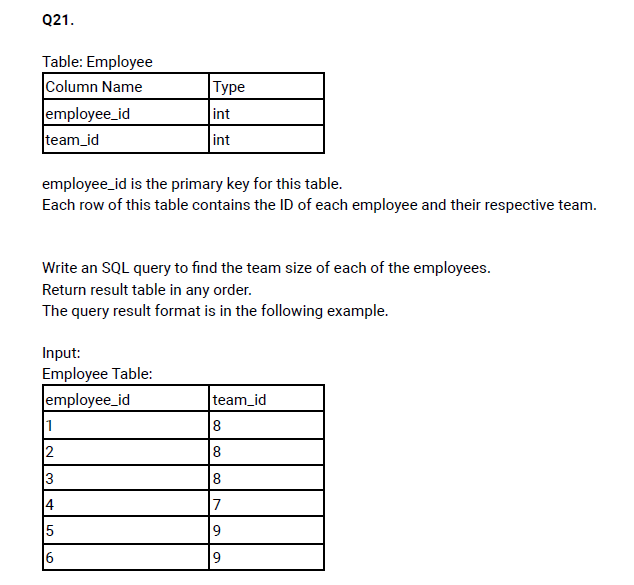 Q21.
Table: Employee
Column Name Type
employee_id int
team_id int
employee_id is the primary key for this table.
Each row of this table contains the ID of each employee and their respective team.
Write an SQL query to find the team size of each of the employees.
Return result table in any order.
The query result format is in the following example.
Input:
Employee Table:
employee_id team_id
1 8
2 8
3 8
4 7
5 9
6 9